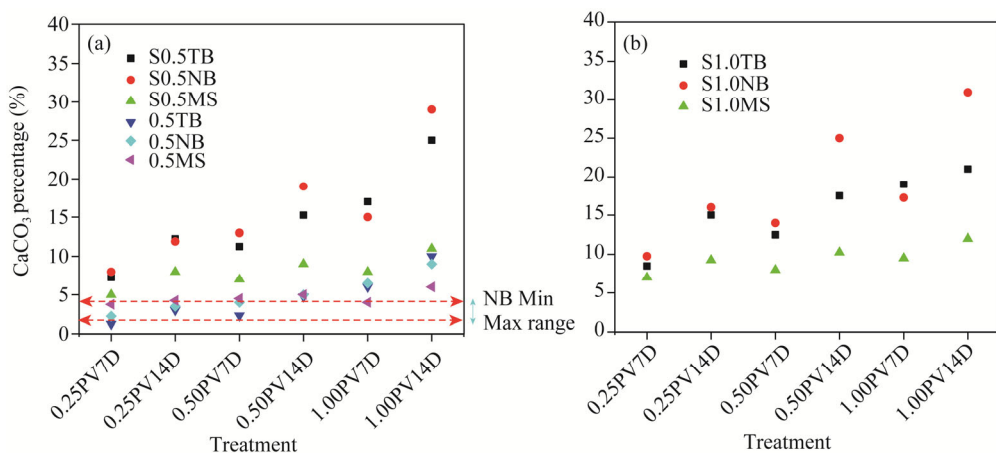 (a)
S0.5TB
S0.5NB
S0.5MS
0.5TB
0.5NB
0.5MS
CaCO₃ percentage (%)
40
35
30
25
20
15
10
5
0
NB Min
Max range
0.25PV7D
0.25PV14D
0.50PV7D
0.50PV14D
1.00PV7D
1.00PV14D
Treatment
(b)
S1.0TB
S1.0NB
S1.0MS
40
35
30
25
20
15
10
5
0
0.25PV7D
0.25PV14D
0.50PV7D
0.50PV14D
1.00PV7D
1.00PV14D
Treatment